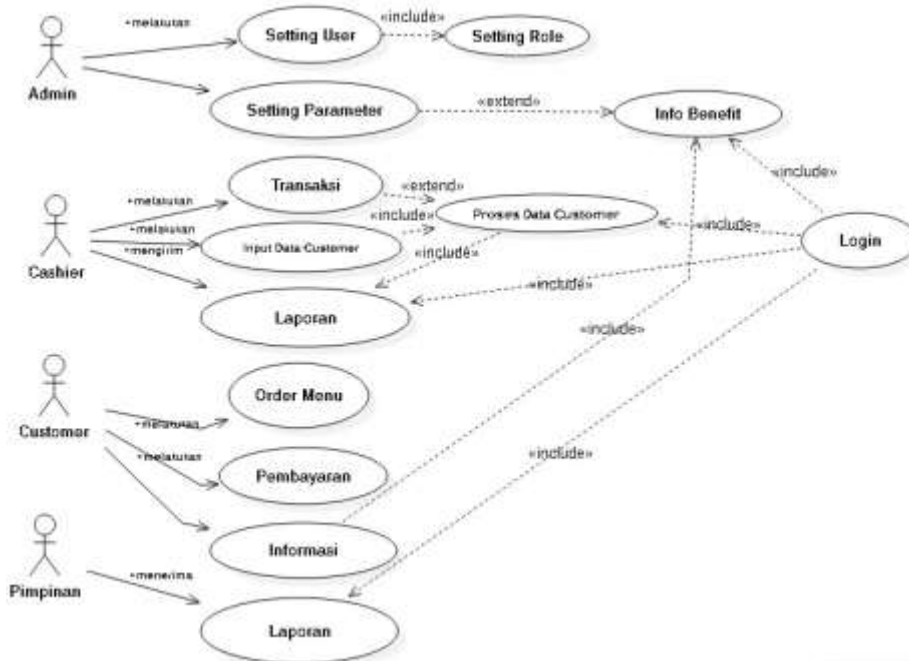 +melakukan
«include»
Setting User
Setting Role
Admin
Setting Parameter
«extend»
Info Benefit
Transaksi
«extend»
«include»
+melakukan
«include»
Proses Data Customer
+melakukan
Input Data Customer
«include»
Login
+mengirim
«include»
Cashier
Laporan
«include»
«include»
Order Menu
+melakukan
Customer
+melakukan
Pembayaran
«include»
Informasi
+menerima
Pimpinan
Laporan